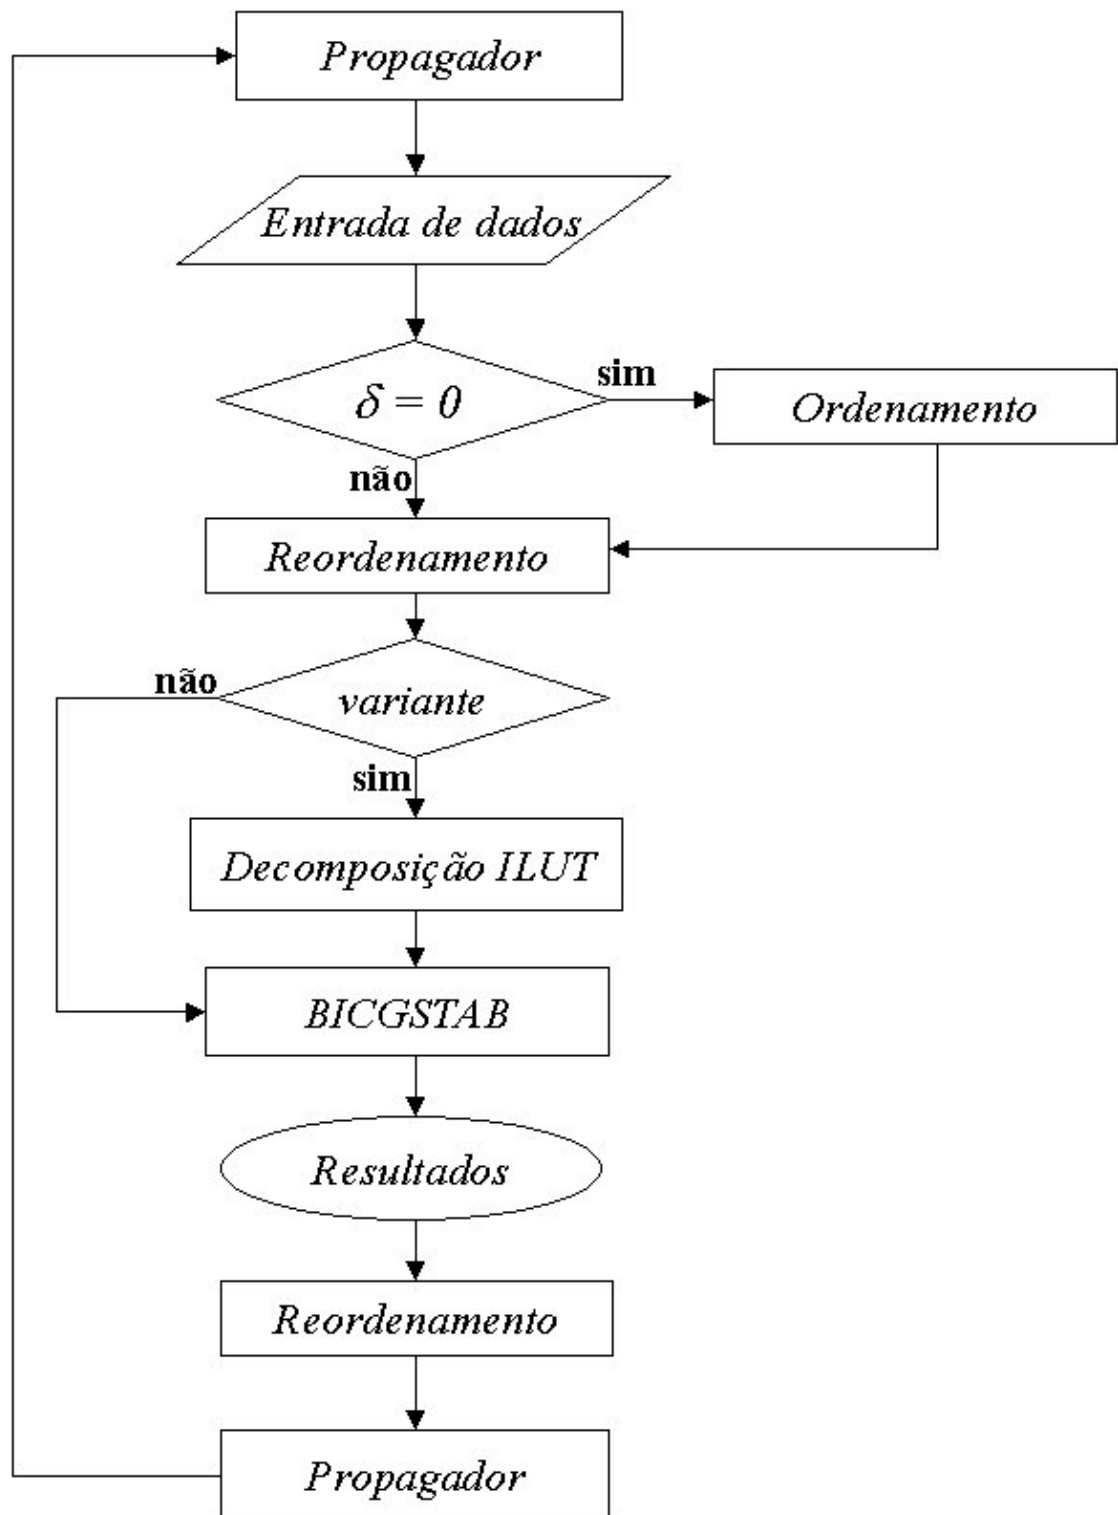 Propagador
Entrada de dados
δ = 0
sim
Ordenamento
não
Reordenamento
não
variante
sim
Decomposição ILUT
BICGSTAB
Resultados
Reordenamento
Propagador